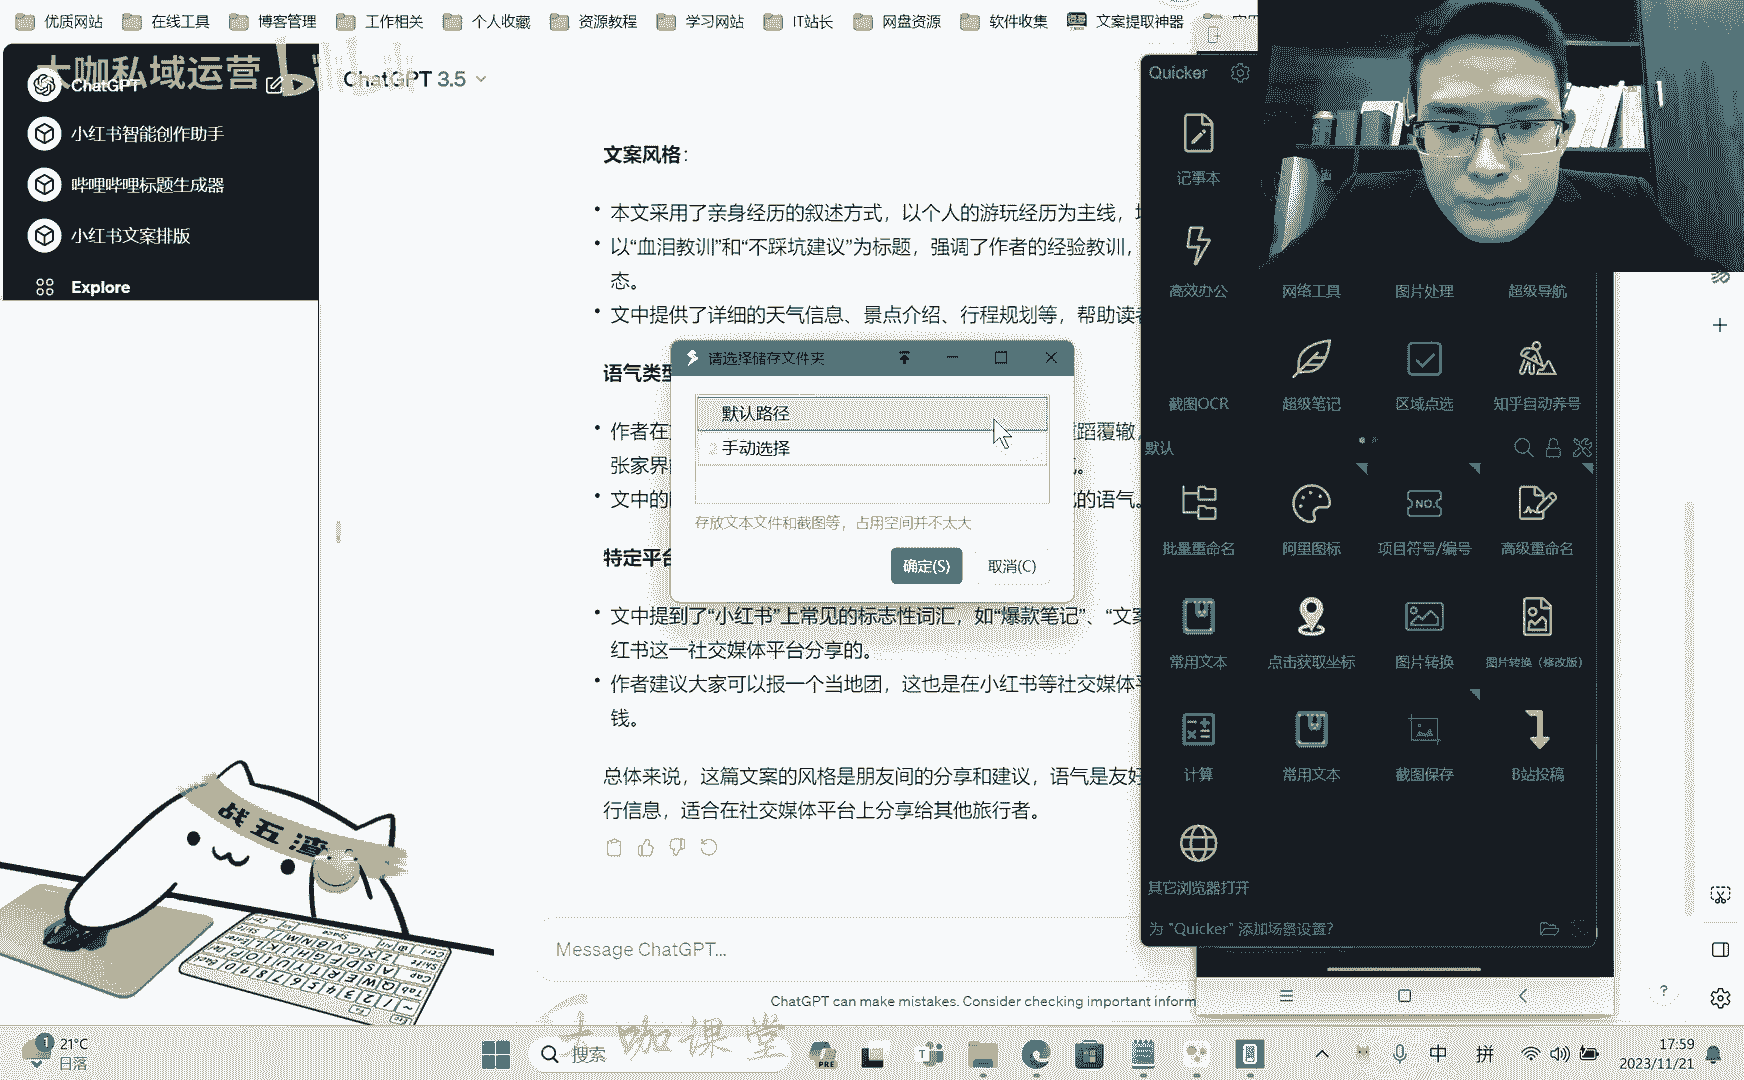 优质网站 在线工具 博客管理 工作相关 个人收藏 资源教程 学习网站 IT站长 网盘资源 软件收集 文案提取神器
大咖私域运营 bilibili
ChatGPT
小红书智能创作助手
哔哩哔哩标题生成器
小红书文案排版
Explore
ChatGPT 3.5
文案风格：
本文采用了亲身经历的叙述方式，以个人的游玩经历为主线，
以“血泪教训”和“不踩坑建议”为标题，强调了作者的经验教训，
态。
文中提供了详细的天气信息、景点介绍、行程规划等，帮助读者
语气类型
作者在
蹈覆辙，
张家界
文中的
的语气。
特定平台
文中提到了“小红书”上常见的标志性词汇，如“爆款笔记”、“文案
红书这一社交媒体平台分享的。
作者建议大家可以报一个当地团，这也是在小红书等社交媒体平
钱。
总体来说，这篇文案的风格是朋友间的分享和建议，语气是友好
行信息，适合在社交媒体平台上分享给其他旅行者。
Message ChatGPT...
ChatGPT can make mistakes. Consider checking important inform
请选择储存文件夹
默认路径
2 手动选择
存放文本文件和截图等，占用空间并不太大
确定(S) 取消(C)
Quicker
记事本
高效办公 网络工具 图片处理 超级导航
截图OCR 超级笔记 区域点选 知乎自动养号
默认
批量重命名 阿里图标 项目符号/编号 高级重命名
NO.
常用文本 点击获取坐标 图片转换 图片转换（修改版）
计算 常用文本 截图保存 B站投稿
其它浏览器打开
为 "Quicker" 添加场景设置?
战五渣
大咖课堂
1
21°C
日落
搜索
PRE
中 拼
17:59
2023/11/21